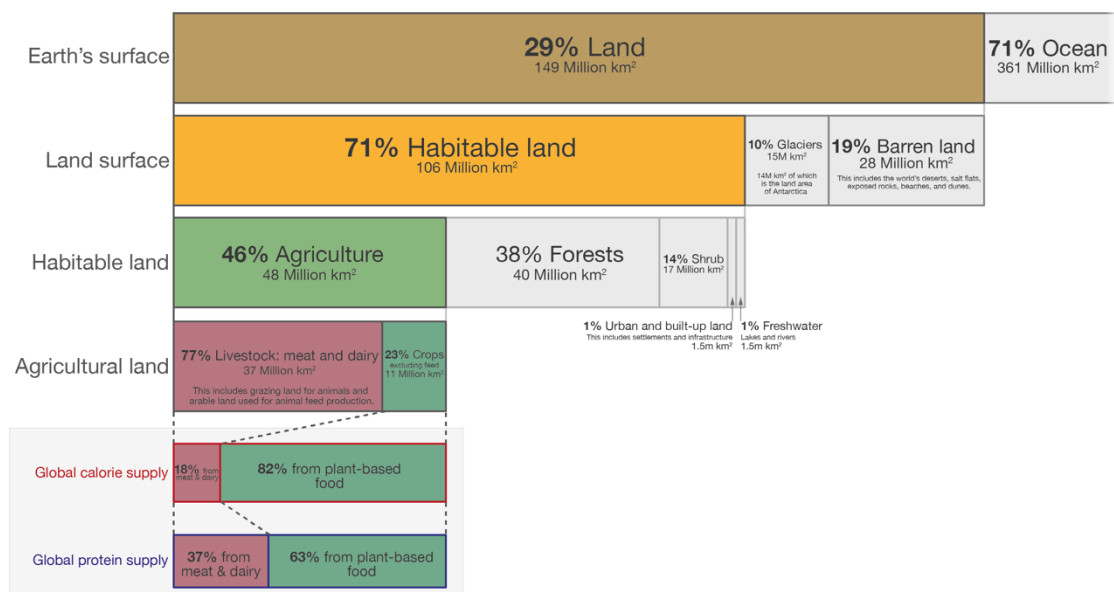 Earth's surface
29% Land
149 Million km²
71% Ocean
361 Million km²
Land surface
71% Habitable land
106 Million km²
10% Glaciers
15M km²
14M km² of which
is the land area
of Antarctica
19% Barren land
28 Million km²
This includes the world's deserts, salt flats,
exposed rocks, beaches, and dunes.
Habitable land
46% Agriculture
48 Million km²
38% Forests
40 Million km²
14% Shrub
17 Million km²
1% Urban and built-up land
This includes settlements and infrastructure
1.5m km²
1% Freshwater
Lakes and rivers
1.5m km²
Agricultural land
77% Livestock: meat and dairy
37 Million km²
This includes grazing land for animals and
arable land used for animal feed production.
23% Crops
excluding feed
11 Million km²
Global calorie supply
18% from
meat & dairy
82% from plant-based
food
Global protein supply
37% from
meat & dairy
63% from plant-based
food